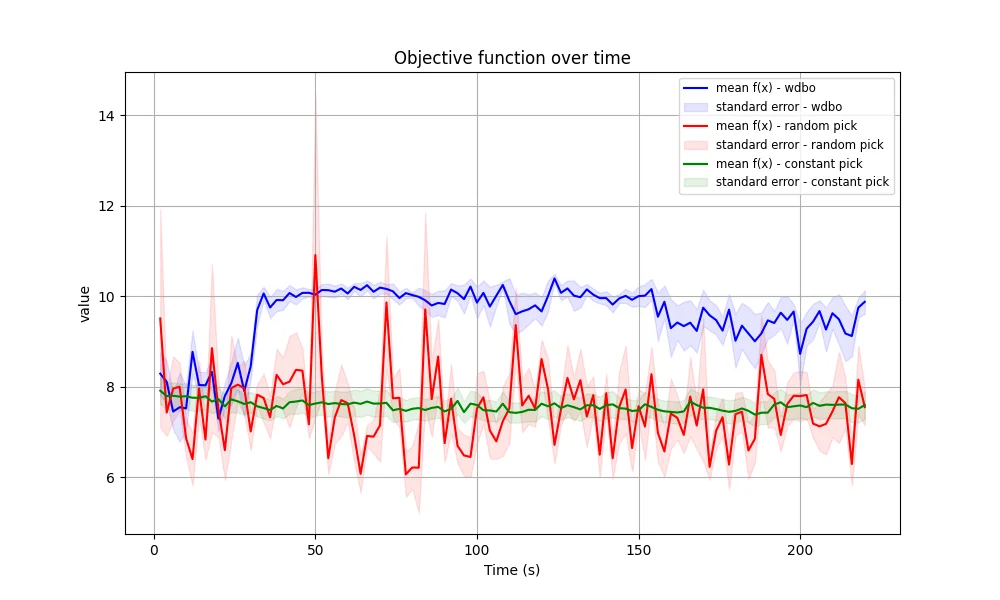 Objective function over time
mean f(x) - wdbo
standard error - wdbo
mean f(x) - random pick
standard error - random pick
mean f(x) - constant pick
standard error - constant pick
value
14
12
10
8
6
0 50 100 150 200
Time (s)